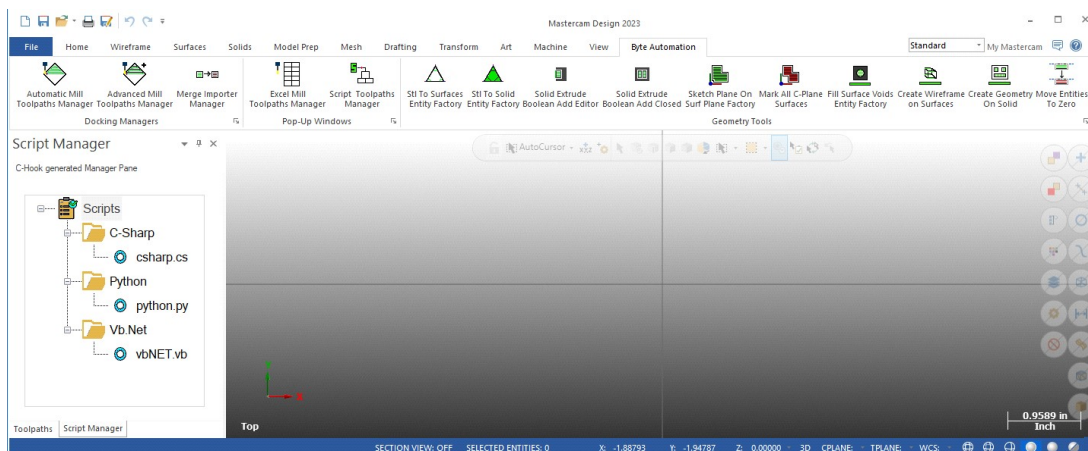 Mastercam Design 2023
File Home Wireframe Surfaces Solids Model Prep Mesh Drafting Transform Art Machine View Byte Automation Standard My Mastercam
Automatic Mill Toolpaths Manager
Advanced Mill Toolpaths Manager
Merge Importer Manager
Excel Mill Toolpaths Manager
Script Toolpaths Manager
Stl To Surfaces Entity Factory
Stl To Solid Entity Factory
Solid Extrude Boolean Add Editor
Solid Extrude Boolean Add Closed
Sketch Plane On Surf Plane Factory
Mark All C-Plane Surfaces
Fill Surface Voids Entity Factory
Create Wireframe on Surfaces
Create Geometry On Solid
Move Entities To Zero
Docking Managers Pop-Up Windows Geometry Tools
Script Manager
C-Hook generated Manager Pane
AutoCursor
Scripts
C-Sharp
csharp.cs
Python
python.py
Vb.Net
vbNET.vb
Y
X
Top
0.9589 in
Inch
Toolpaths Script Manager
SECTION VIEW: OFF SELECTED ENTITIES: 0 X: -1.88793 Y: -1.94787 Z: 0.00000 3D CPLANE: TPLANE: WCS: